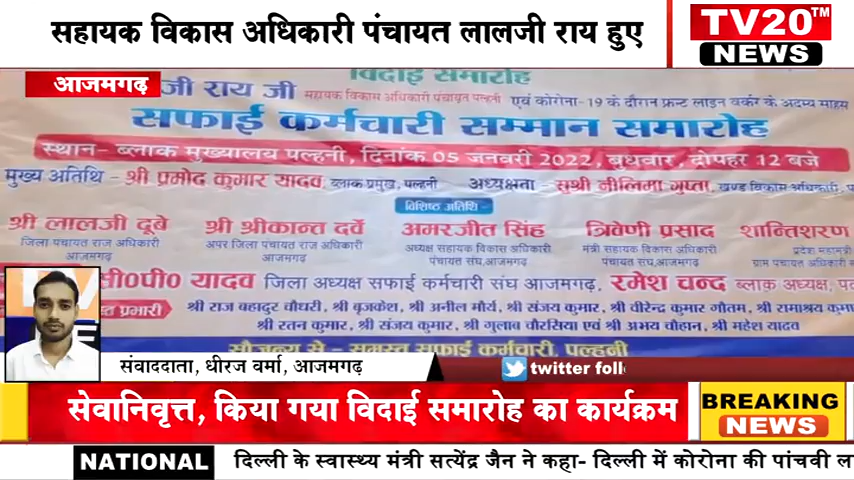 सहायक विकास अधिकारी पंचायत लालजी राय हुए
TV20™
NEWS
आजमगढ़
विदाई समारोह
जी राय जी सहायक विकास अधिकारी पंचायत पल्हनी एवं कोरोना-19 के दौरान फ्रन्ट लाइन वर्कर के अदम्य साहस
सफाई कर्मचारी सम्मान समारोह
स्थान- ब्लाक मुख्यालय पल्हनी, दिनांक 05 जनवरी 2022, बुधवार, दोपहर 12 बजे
मुख्य अतिथि - श्री प्रमोद कुमार यादव, ब्लाक प्रमुख, पल्हनी अध्यक्षता - सुश्री नीलिमा गुप्ता, खण्ड विकास अधिकारी,
विशिष्ट अतिथि -
श्री लालजी दूबे श्री श्रीकान्त दर्वे अमरजीत सिंह त्रिवेणी प्रसाद शान्तिशरण
जिला पंचायत राज अधिकारी अपर जिला पंचायत राज अधिकारी अध्यक्ष सहायक विकास अधिकारी मंत्री सहायक विकास अधिकारी प्रदेश महामंत्री
आजमगढ़ आजमगढ़ पंचायत संघ,आजमगढ़ पंचायत संघ,आजमगढ़ ग्राम पंचायत अधिकारी
सी0पी0 यादव जिला अध्यक्ष सफाई कर्मचारी संघ आजमगढ़, रमेश चन्द ब्लाक अध्यक्ष,
प्रभारी श्री राज बहादुर चौधरी, श्री बृजकेश, श्री अनील मौर्य, श्री संजय कुमार, श्री वीरेन्द्र कुमार गौतम, श्री रामाश्रय
श्री रतन कुमार, श्री संजय कुमार, श्री गुलाब चौरसिया एवं श्री अभय चौहान, श्री महेश यादव
सौजन्य से - समस्त सफाई कर्मचारी, पल्हनी
संवाददाता, धीरज वर्मा, आजमगढ़
twitter foll
सेवानिवृत्त, किया गया विदाई समारोह का कार्यक्रम
BREAKING
NEWS
NATIONAL दिल्ली के स्वास्थ्य मंत्री सत्येंद्र जैन ने कहा- दिल्ली में कोरोना की पांचवी ल